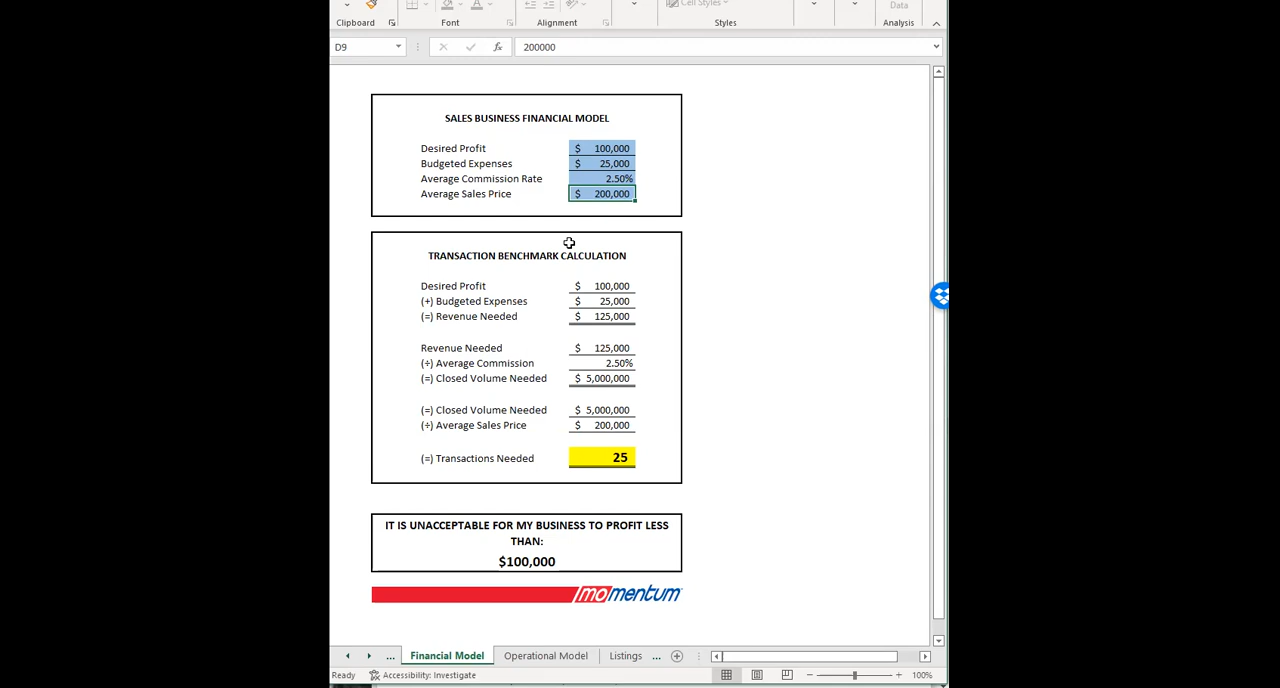 Cell Styles
Data
Clipboard
Font
Alignment
Styles
Analysis
D9
fx
200000
SALES BUSINESS FINANCIAL MODEL
Desired Profit $ 100,000
Budgeted Expenses $ 25,000
Average Commission Rate 2.50%
Average Sales Price $ 200,000
TRANSACTION BENCHMARK CALCULATION
Desired Profit $ 100,000
(+) Budgeted Expenses $ 25,000
(=) Revenue Needed $ 125,000
Revenue Needed $ 125,000
(÷) Average Commission 2.50%
(=) Closed Volume Needed $ 5,000,000
(=) Closed Volume Needed $ 5,000,000
(÷) Average Sales Price $ 200,000
(=) Transactions Needed 25
IT IS UNACCEPTABLE FOR MY BUSINESS TO PROFIT LESS
THAN:
$100,000
momentum
... Financial Model Operational Model Listings ...
Ready Accessibility: Investigate 100%